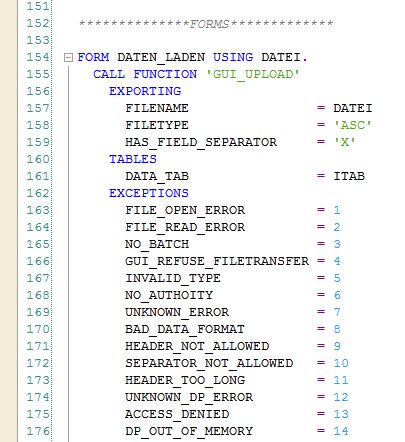 151
152 **************FORMS*************
153
154 FORM DATEN_LADEN USING DATEI.
155 CALL FUNCTION 'GUI_UPLOAD'
156 EXPORTING
157 FILENAME = DATEI
158 FILETYPE = 'ASC'
159 HAS_FIELD_SEPARATOR = 'X'
160 TABLES
161 DATA_TAB = ITAB
162 EXCEPTIONS
163 FILE_OPEN_ERROR = 1
164 FILE_READ_ERROR = 2
165 NO_BATCH = 3
166 GUI_REFUSE_FILETRANSFER = 4
167 INVALID_TYPE = 5
168 NO_AUTHOITY = 6
169 UNKNOWN_ERROR = 7
170 BAD_DATA_FORMAT = 8
171 HEADER_NOT_ALLOWED = 9
172 SEPARATOR_NOT_ALLOWED = 10
173 HEADER_TOO_LONG = 11
174 UNKNOWN_DP_ERROR = 12
175 ACCESS_DENIED = 13
176 DP_OUT_OF_MEMORY = 14